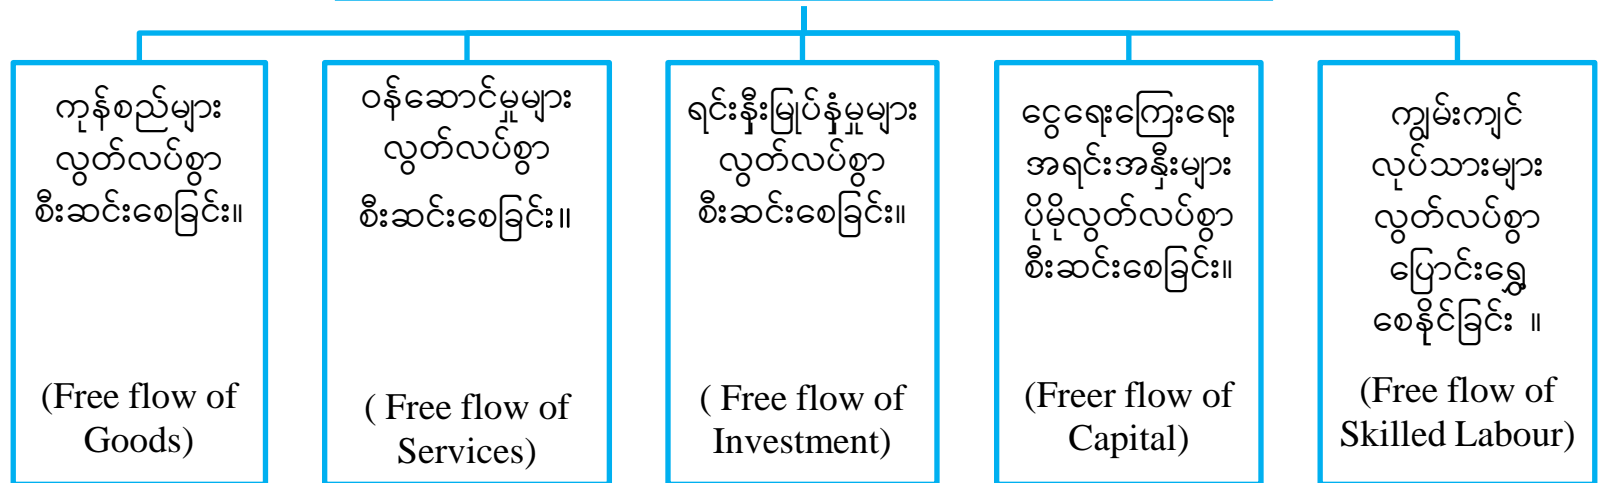 ကုန်စည်များ
လွတ်လပ်စွာ
စီးဆင်းစေခြင်း။
(Free flow of
Goods)
ဝန်ဆောင်မှုများ
လွတ်လပ်စွာ
စီးဆင်းစေခြင်း။
( Free flow of
Services)
ရင်းနှီးမြှုပ်နှံမှုများ
လွတ်လပ်စွာ
စီးဆင်းစေခြင်း။
( Free flow of
Investment)
ငွေရေးကြေးရေး
အရင်းအနှီးများ
ပိုမိုလွတ်လပ်စွာ
စီးဆင်းစေခြင်း။
(Freer flow of
Capital)
ကျွမ်းကျင်
လုပ်သားများ
လွတ်လပ်စွာ
ပြောင်းရွှေ့
စေနိုင်ခြင်း ။
(Free flow of
Skilled Labour)